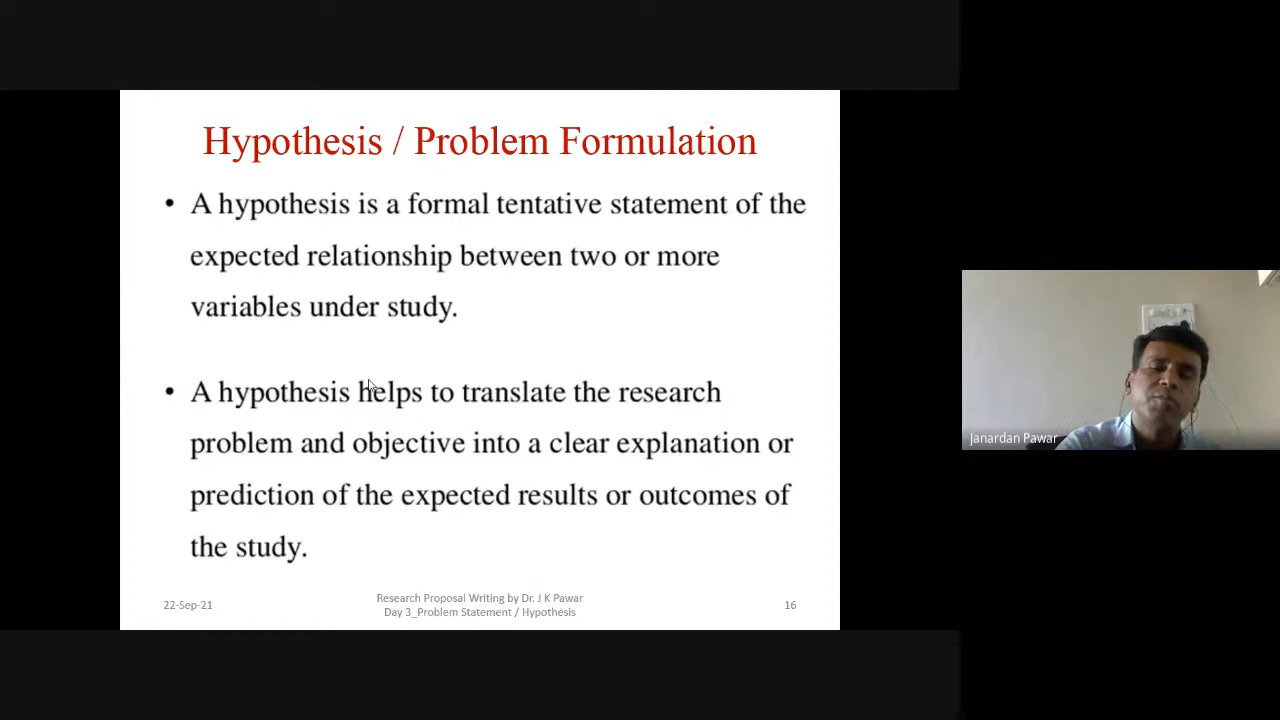 Hypothesis / Problem Formulation
• A hypothesis is a formal tentative statement of the
expected relationship between two or more
variables under study.
• A hypothesis helps to translate the research
problem and objective into a clear explanation or
prediction of the expected results or outcomes of
the study.
22-Sep-21
Research Proposal Writing by Dr. J K Pawar
Day 3_Problem Statement / Hypothesis
16
Janardan Pawar